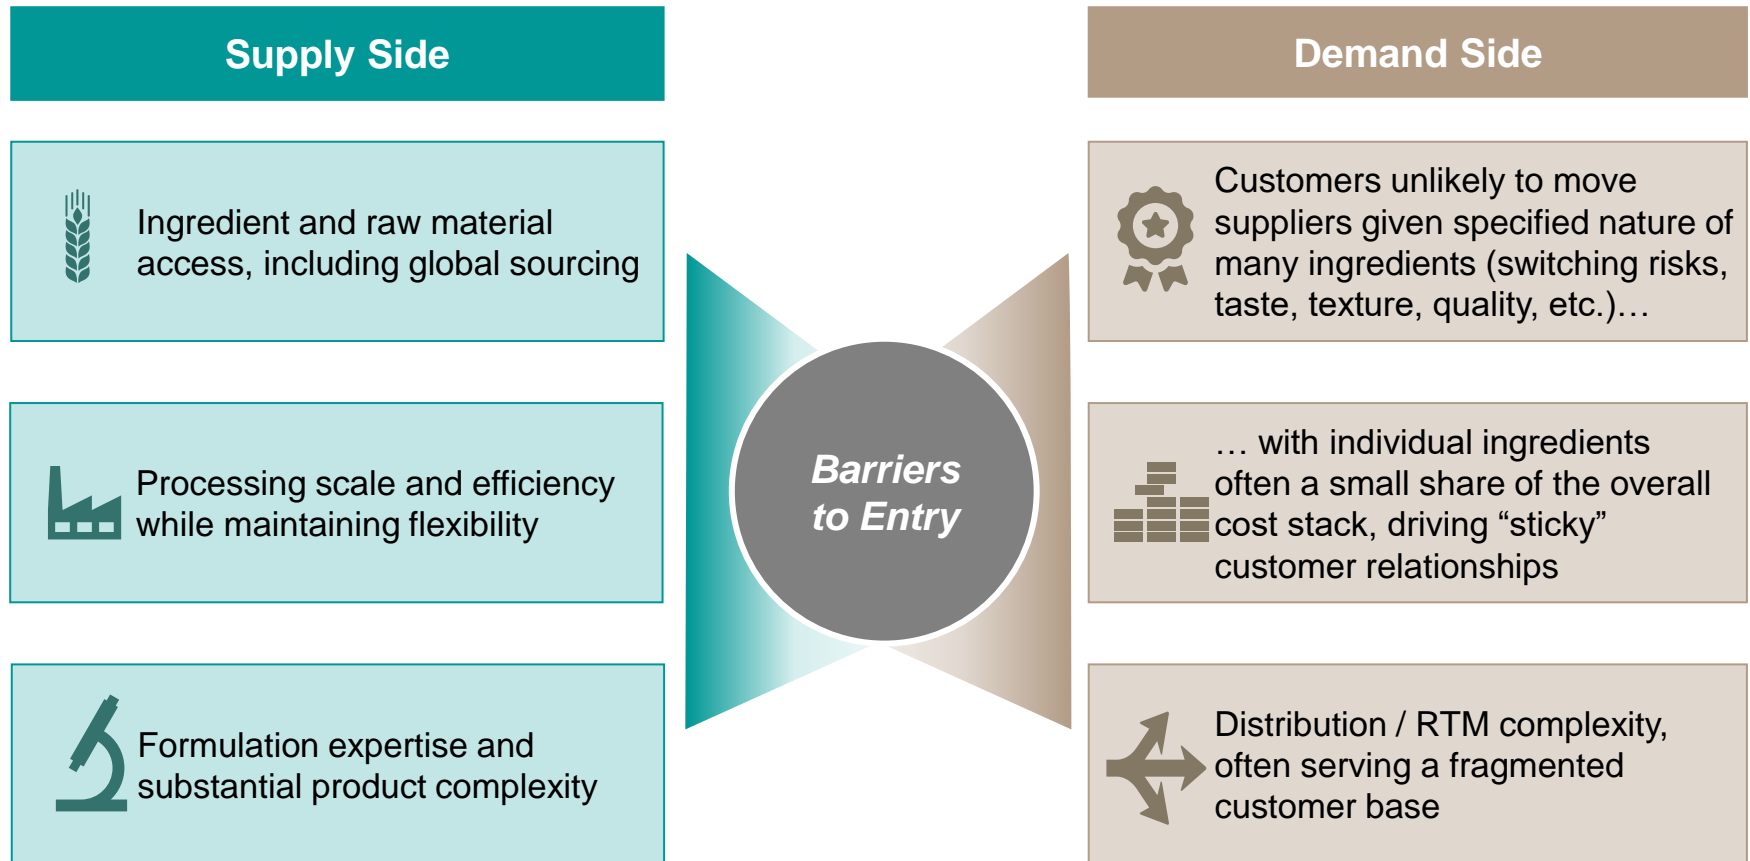 Supply Side
Ingredient and raw material
access, including global sourcing
Processing scale and efficiency
while maintaining flexibility
Formulation expertise and
substantial product complexity
Barriers
to Entry
Demand Side
Customers unlikely to move
suppliers given specified nature of
many ingredients (switching risks,
taste, texture, quality, etc.)…
… with individual ingredients
often a small share of the overall
cost stack, driving “sticky”
customer relationships
Distribution / RTM complexity,
often serving a fragmented
customer base